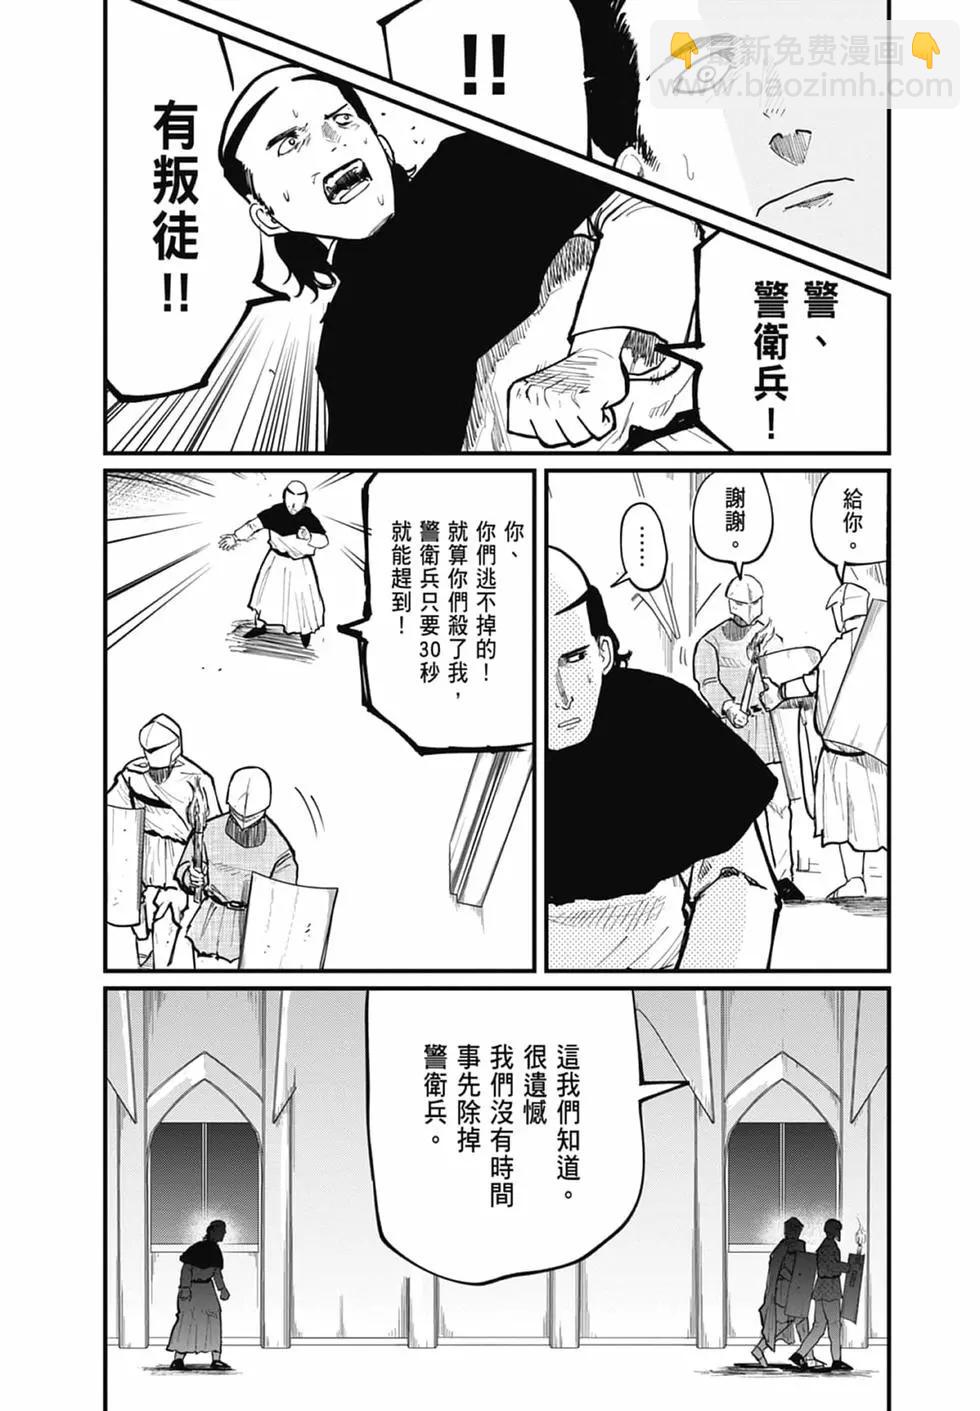 👇最新免费漫画👇
www.baozimh.com
!!
警、
警衛兵！
有叛徒!!
給你。
謝謝。
……
你、
你們逃不掉的！
就算你們殺了我，
警衛兵只要30秒
就能趕到！
這我們知道。
很遺憾
我們沒有時間
事先除掉
警衛兵。